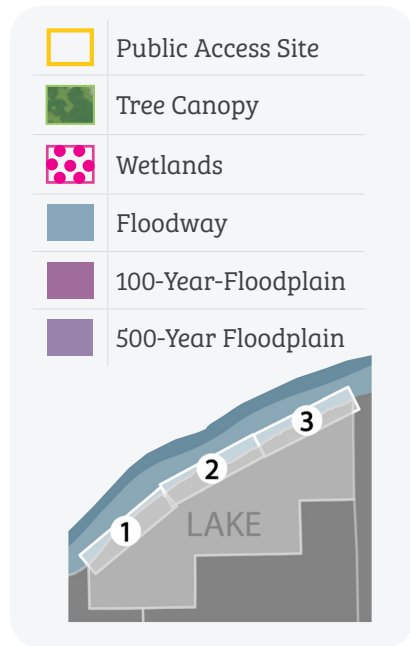 Public Access Site
Tree Canopy
Wetlands
Floodway
100-Year-Floodplain
500-Year Floodplain
3
2
1
LAKE